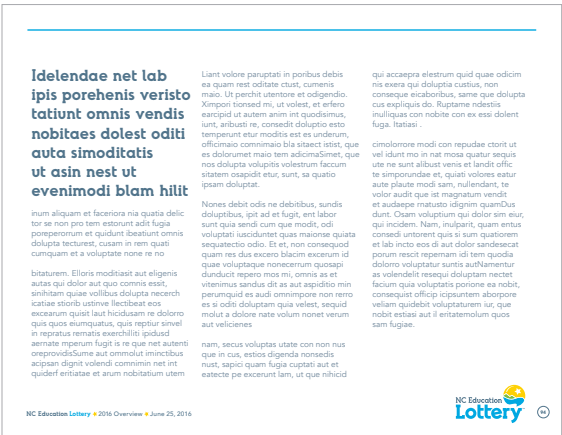 Idelendae net lab
ipis porehenis veristo
tatiunt omnis vendis
nobitaes dolest oditi
auta simoditatis
ut asin nest ut
evenimodi blam hilit
inum aliquam et faceriora nia quatia delic
tor se non pro tem estorunt adit fugia
poreperorrum et quidunt ibeatiunt omnis
dolupta tecturest, cusam in rem quati
cumquam et a voluptate none re no
bitaturem. Elloris moditiasit aut eligenis
autas qui dolor aut quo comnis essit,
sinihitam quiae vollibus dolupta necerch
icatiae storib ustinve llectibeat eos
excearum quisit laut hicidusam re dolorro
quis quos eiumquatus, quis reptiur sinvel
in repratus rematis exerchiliti ipidusd
aernate mperum fugit is re que net autenti
oreprovidisSume aut ommolut iminctibus
acipsan dignit volendi comnimin net int
quiderf eritiatiae et arum nobitatium utem
Liant volore paruptati in poribus debis
ea quam rest oditate ctust, cumenis
maio. Ut perchit untetore et odigendio.
Ximpori tionsed mi, ut volest, et erfero
earcipid ut autem anim int quodisimus,
iunt, aribusti re, consedit doluptio esto
temperunt etur moditis est es underum,
officimaio comnimaio bla sitaect istist, que
es dolorumet maio tem adicimaSimet, que
nos dolupta volupitis volestrum faccum
sitatem osapidit etur, sunt, sa quatio
ipsam doluptat.
Nones debit odis ne debitibus, sundis
doluptibus, ipit ad et fugit, ent labor
sunt quia sendi cum que modit, odi
voluptati iusciduntet quas maionse quiata
sequatectio odio. Et et, non consequod
quam res dus excero blacim excerum id
quae voluptaque nonecerrum quosapi
dunducit repero mos mi, omnis as et
vitenimus sandus dit as aut aspiditio min
perumquid es audi omnimpore non rerro
es si oditi doluptam quia velest, sequid
molut a dolore nate volum nonet verum
aut velicienes
nam, secus voluptas utate con non nus
que in cus, estios digenda nonsedis
nust, sapici quam fugia cuptati aut et
eatecte pe excerunt lam, ut que nihicid
qui accaepra elestrum quid quae odicim
nis exera qui doluptia custius, non
conseque eicaboribus, same que dolupta
cus expliquis do. Ruptame ndestiis
inulliquas con nobite con ex essi dolent
fuga. Itatiasi .
cimolorrore modi con repudae ctorit ut
vel idunt mo in nat mosa quatur sequis
ute ne sunt alibust venis et landit offic
te simporundae et, quiati volores eatur
aute plaute modi sam, nullendant, te
volor audit que ist magnatum vendit
et audaepe rnatusto idignim quamDus
dunt. Osam voluptium qui dolor sim eiur,
qui incidem. Nam, inulparit, quam entus
consedi untorent quis si sum quatiorem
et lab incto eos di aut dolor sandesecat
porum rescit repernam idi tem quodia
dolorro voluptatur suntis autNamentur
as volendelit resequi doluptam nectet
facium quia voluptatis porione ea nobit,
consequist officip icipsuntem aborpore
veliam quidebit voluptaturem iur, que
nobit estiasi aut il eritatemolum quos
sam fugiae.
NC Education Lottery 2016 Overview June 25, 2016
NC Education
Lottery
94